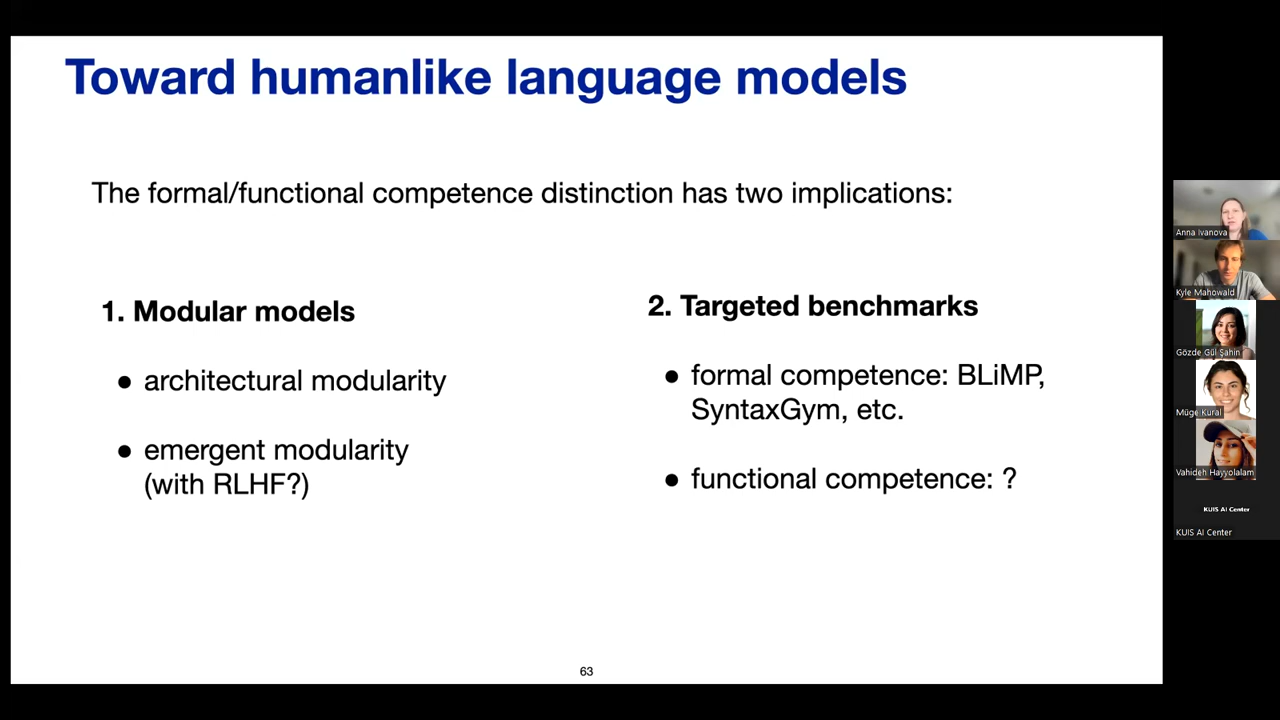 Toward humanlike language models
The formal/functional competence distinction has two implications:
1. Modular models
● architectural modularity
● emergent modularity
(with RLHF?)
2. Targeted benchmarks
● formal competence: BLiMP,
SyntaxGym, etc.
● functional competence: ?
63
Anna Ivanova
Kyle Mahowald
Gözde Gül Şahin
Müge Kural
Vahideh Hayyolalam
KUIS AI Center
KUIS AI Center